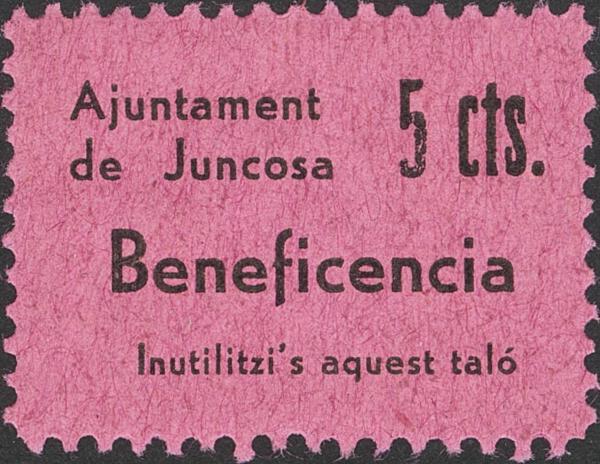 Ajuntament
de Juncosa
5 cts.
Beneficencia
Inutilitzi's aquest taló